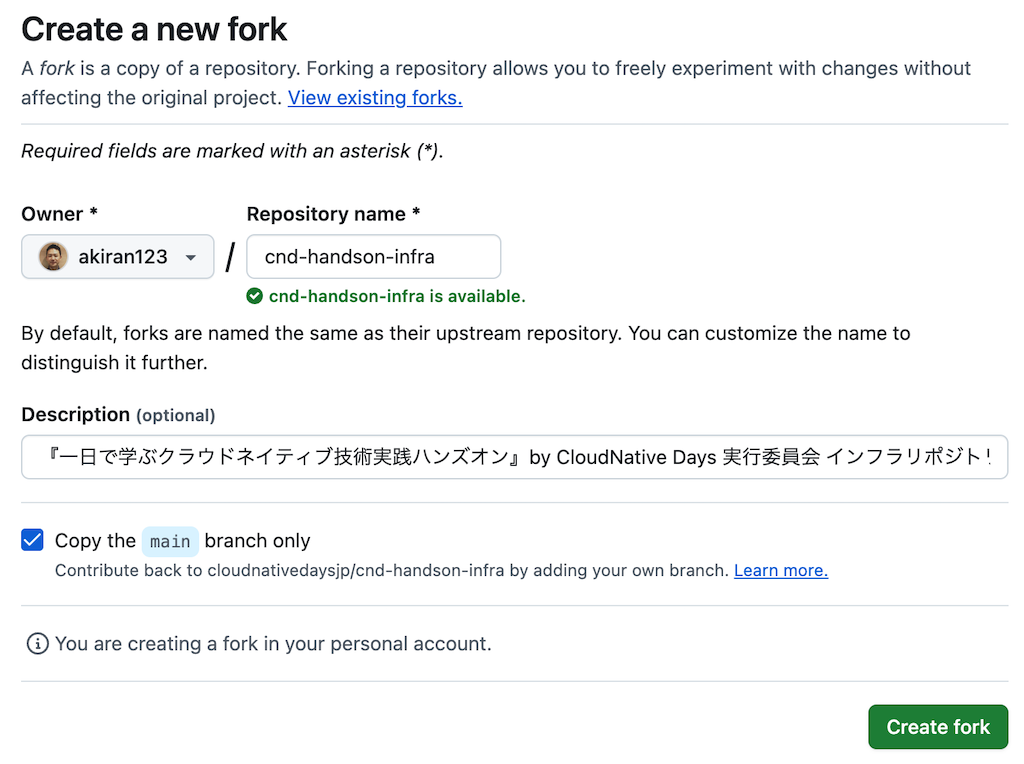 Create a new fork
A fork is a copy of a repository. Forking a repository allows you to freely experiment with changes without
affecting the original project. View existing forks.
Required fields are marked with an asterisk (*).
Owner *
Repository name *
akiran123
/
cnd-handson-infra
cnd-handson-infra is available.
By default, forks are named the same as their upstream repository. You can customize the name to
distinguish it further.
Description (optional)
『一日で学ぶクラウドネイティブ技術実践ハンズオン』by CloudNative Days 実行委員会 インフラリポジトリ
Copy the main branch only
Contribute back to cloudnativedaysjp/cnd-handson-infra by adding your own branch. Learn more.
You are creating a fork in your personal account.
Create fork